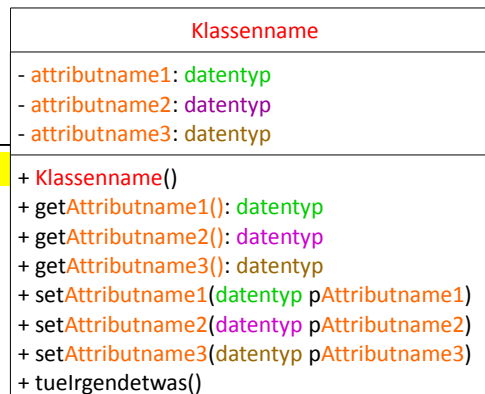 Klassenname
- attributname1: datentyp
- attributname2: datentyp
- attributname3: datentyp
+ Klassenname()
+ getAttributname1(): datentyp
+ getAttributname2(): datentyp
+ getAttributname3(): datentyp
+ setAttributname1(datentyp pAttributname1)
+ setAttributname2(datentyp pAttributname2)
+ setAttributname3(datentyp pAttributname3)
+ tueIrgendetwas()